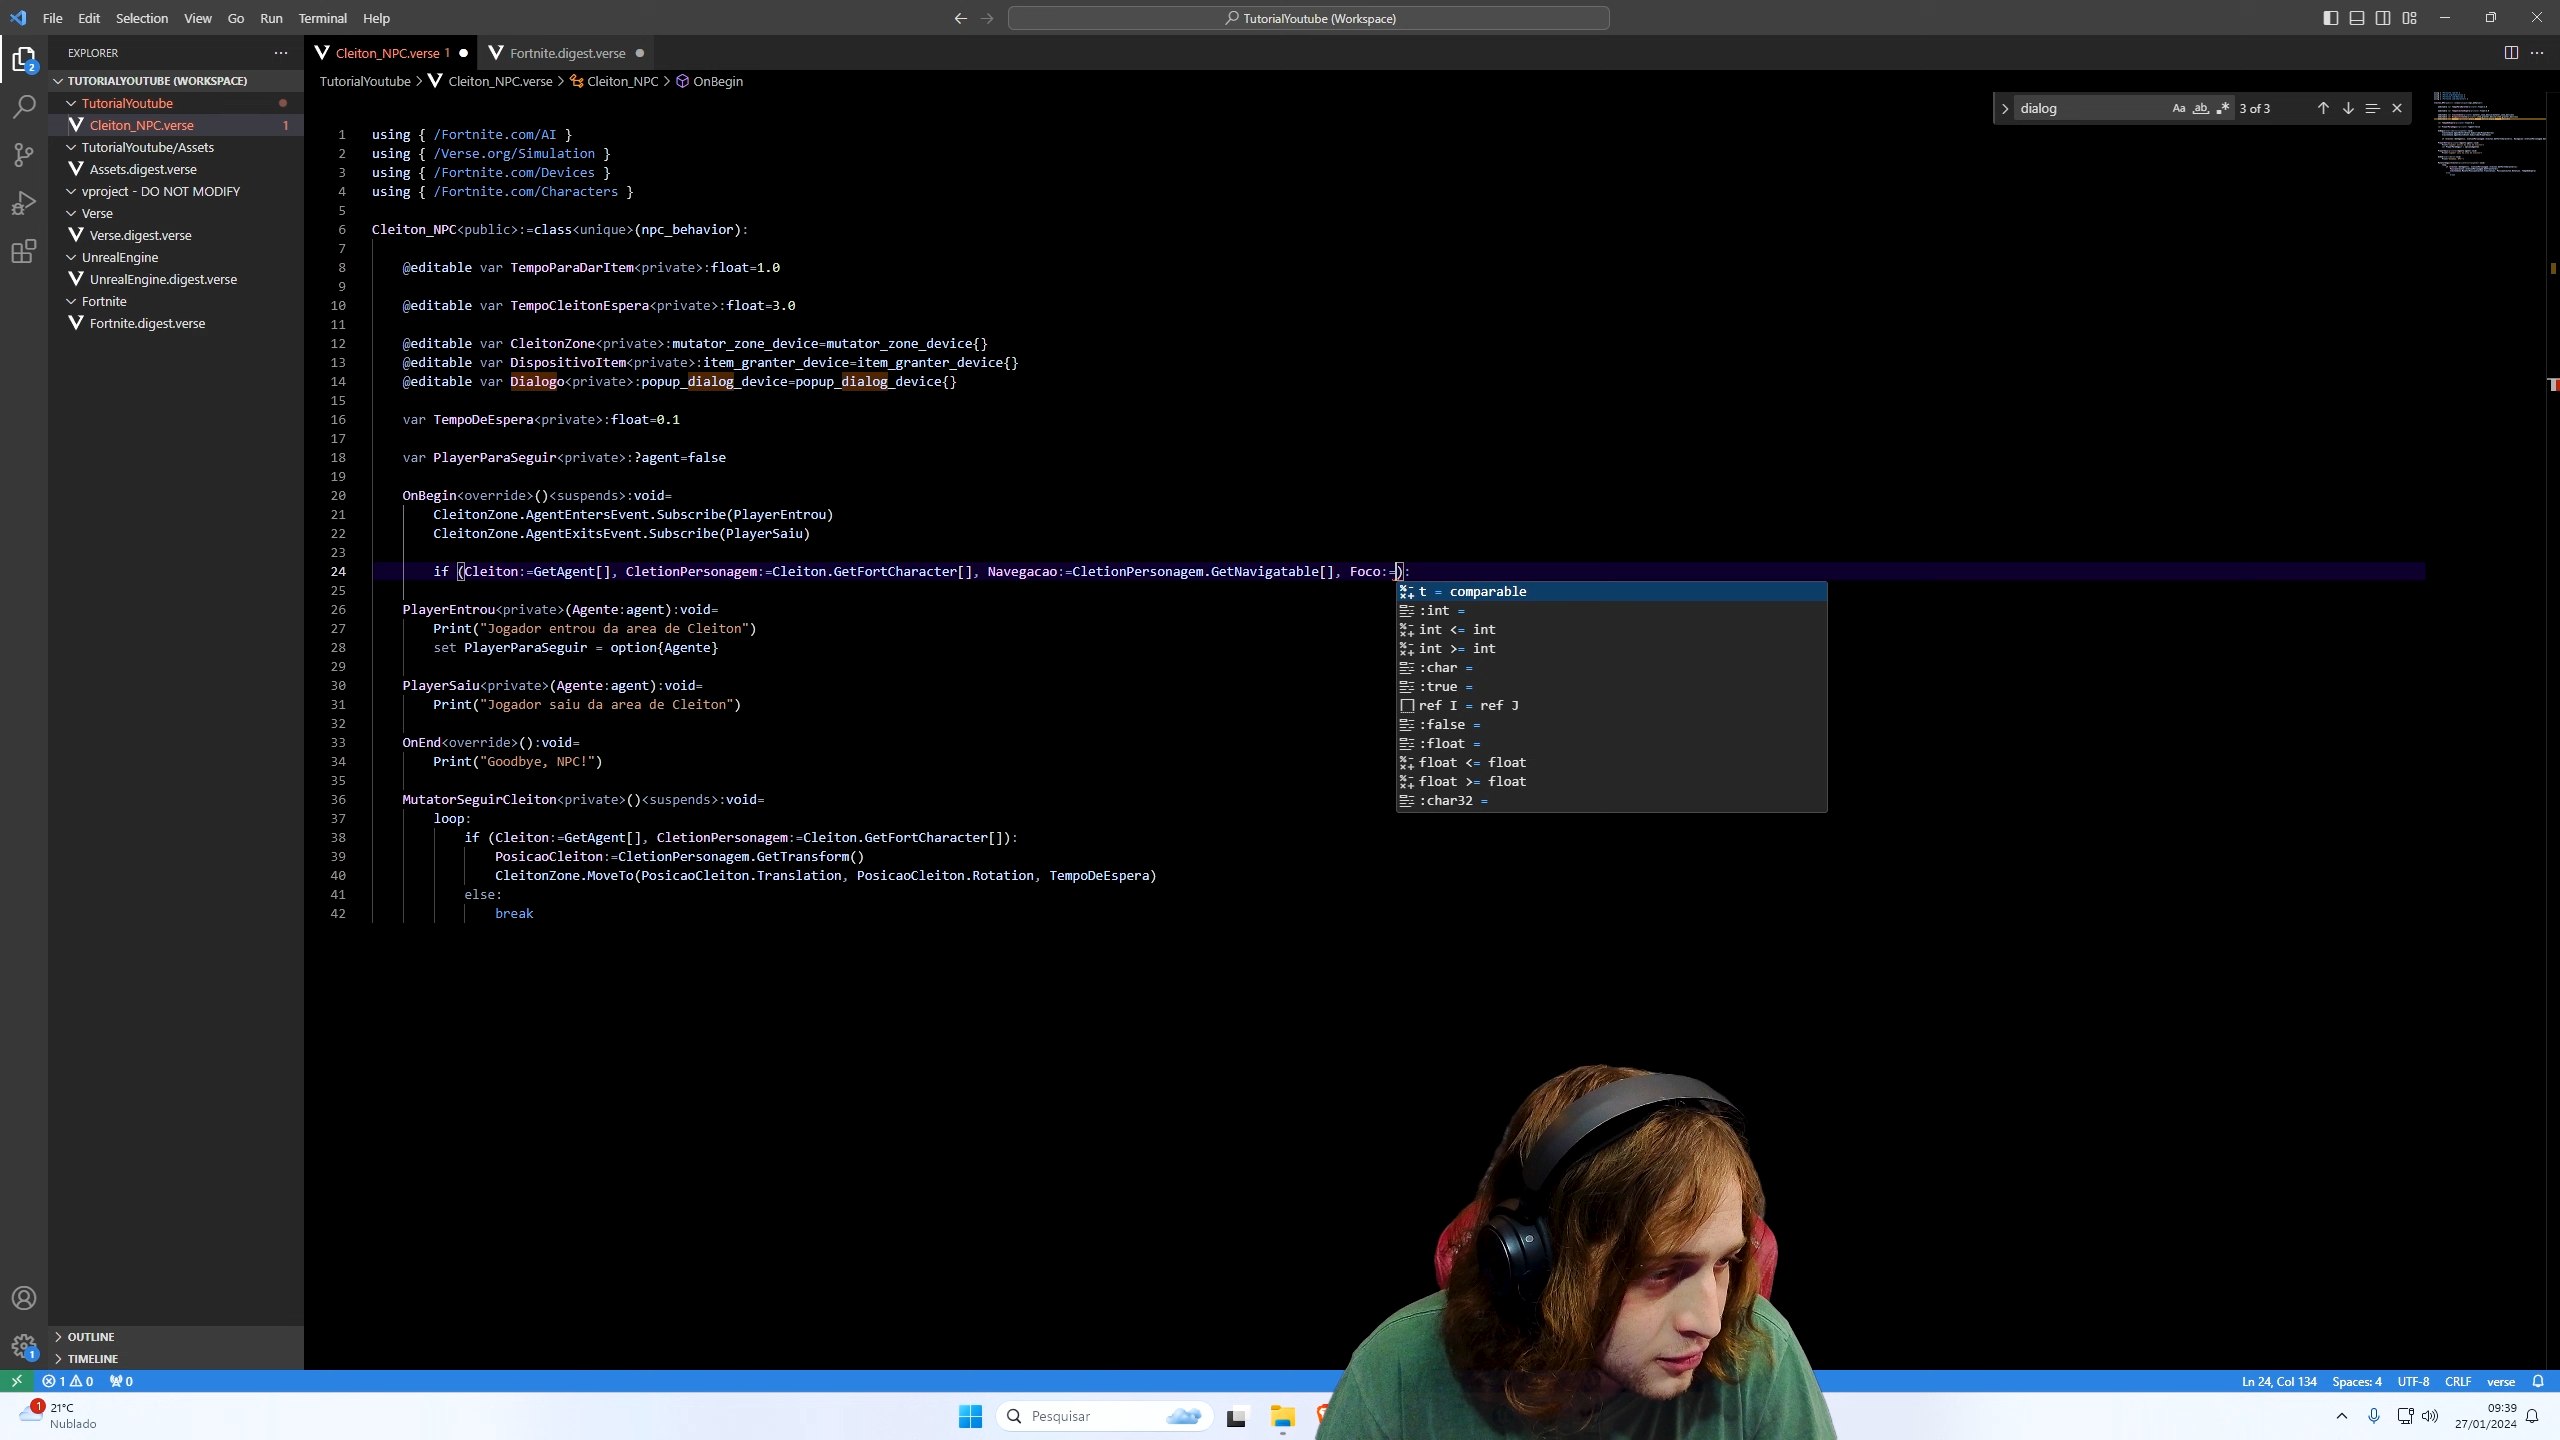 File Edit Selection View Go Run Terminal Help
TutorialYoutube (Workspace)
EXPLORER
Cleiton_NPC.verse 1
Fortnite.digest.verse
TUTORIALYOUTUBE (WORKSPACE)
TutorialYoutube > Cleiton_NPC.verse > Cleiton_NPC > OnBegin
TutorialYoutube
Cleiton_NPC.verse 1
TutorialYoutube/Assets
Assets.digest.verse
vproject - DO NOT MODIFY
Verse
Verse.digest.verse
UnrealEngine
UnrealEngine.digest.verse
Fortnite
Fortnite.digest.verse
2
dialog Aa ab 3 of 3
1 using { /Fortnite.com/AI }
2 using { /Verse.org/Simulation }
3 using { /Fortnite.com/Devices }
4 using { /Fortnite.com/Characters }
5
6 Cleiton_NPC<public>:=class<unique>(npc_behavior):
7
8 @editable var TempoParaDarItem<private>:float=1.0
9
10 @editable var TempoCleitonEspera<private>:float=3.0
11
12 @editable var CleitonZone<private>:mutator_zone_device=mutator_zone_device{}
13 @editable var DispositivoItem<private>:item_granter_device=item_granter_device{}
14 @editable var Dialogo<private>:popup_dialog_device=popup_dialog_device{}
15
16 var TempoDeEspera<private>:float=0.1
17
18 var PlayerParaSeguir<private>:?agent=false
19
20 OnBegin<override>()<suspends>:void=
21 CleitonZone.AgentEntersEvent.Subscribe(PlayerEntrou)
22 CleitonZone.AgentExitsEvent.Subscribe(PlayerSaiu)
23
24 if (Cleiton:=GetAgent[], CletionPersonagem:=Cleiton.GetFortCharacter[], Navegacao:=CletionPersonagem.GetNavigatable[], Foco:=):
25
26 PlayerEntrou<private>(Agente:agent):void=
27 Print("Jogador entrou da area de Cleiton")
28 set PlayerParaSeguir = option{Agente}
29
30 PlayerSaiu<private>(Agente:agent):void=
31 Print("Jogador saiu da area de Cleiton")
32
33 OnEnd<override>():void=
34 Print("Goodbye, NPC!")
35
36 MutatorSeguirCleiton<private>()<suspends>:void=
37 loop:
38 if (Cleiton:=GetAgent[], CletionPersonagem:=Cleiton.GetFortCharacter[]):
39 PosicaoCleiton:=CletionPersonagem.GetTransform()
40 CleitonZone.MoveTo(PosicaoCleiton.Translation, PosicaoCleiton.Rotation, TempoDeEspera)
41 else:
42 break
t = comparable
:int =
int <= int
int >= int
:char =
:true =
ref I = ref J
:false =
:float =
float <= float
float >= float
:char32 =
OUTLINE
TIMELINE
1
1 0 0
Ln 24, Col 134 Spaces: 4 UTF-8 CRLF verse
1
21°C
Nublado
Pesquisar
09:39
27/01/2024